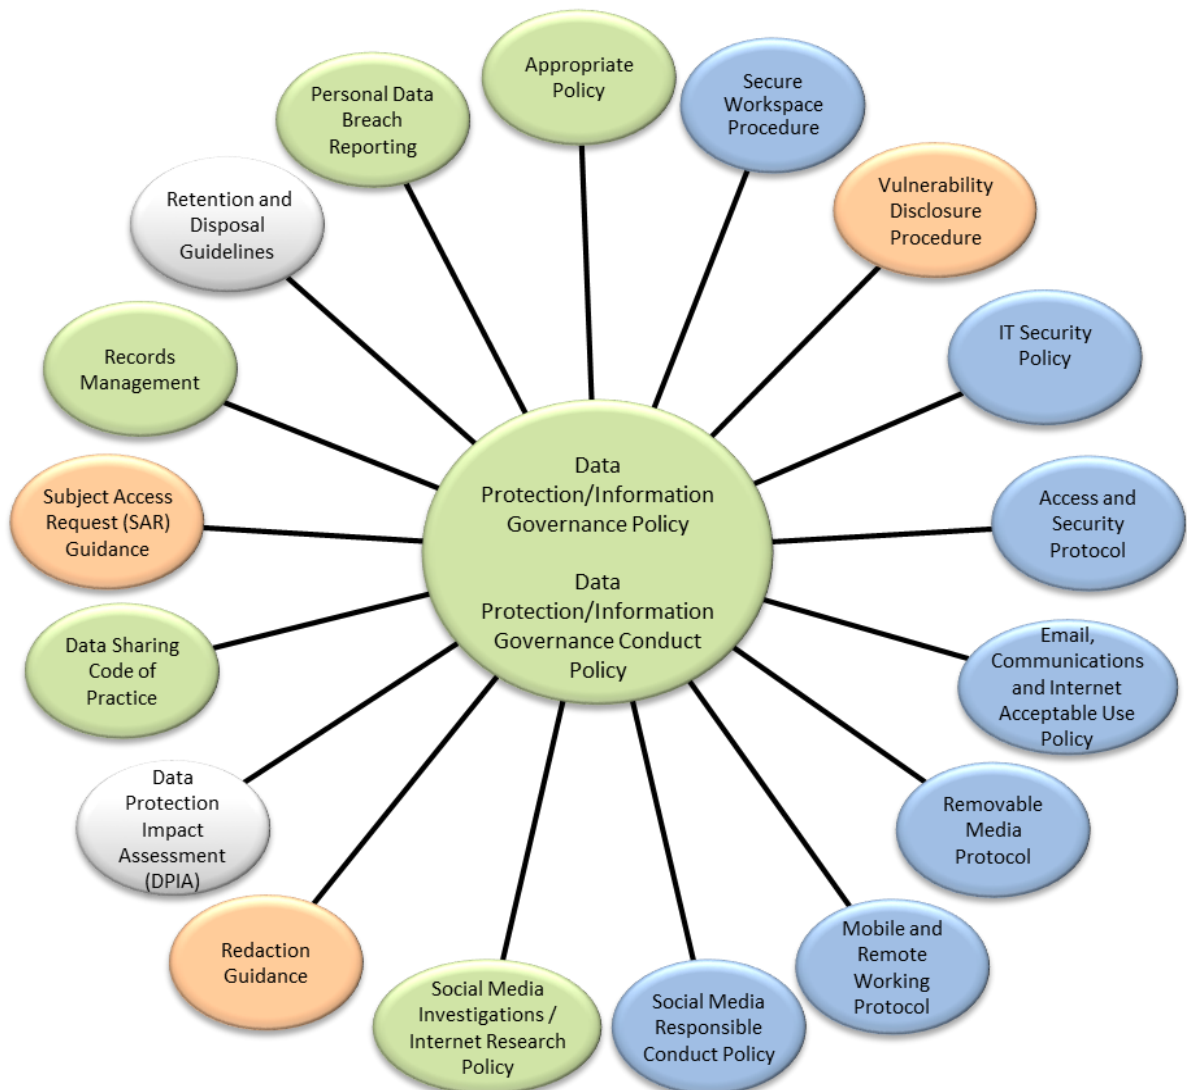 Appropriate
Policy
Secure
Workspace
Procedure
Vulnerability
Disclosure
Procedure
IT Security
Policy
Access and
Security
Protocol
Email,
Communications
and Internet
Acceptable Use
Policy
Removable
Media
Protocol
Mobile and
Remote
Working
Protocol
Social Media
Responsible
Conduct Policy
Social Media
Investigations /
Internet Research
Policy
Redaction
Guidance
Data
Protection
Impact
Assessment
(DPIA)
Data Sharing
Code of
Practice
Subject Access
Request (SAR)
Guidance
Records
Management
Retention and
Disposal
Guidelines
Personal Data
Breach
Reporting
Data
Protection/Information
Governance Policy
Data
Protection/Information
Governance Conduct
Policy